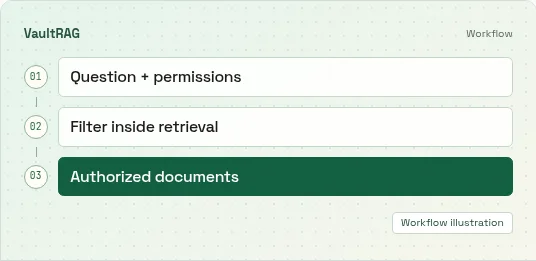 VaultRAG
Workflow
01
Question + permissions
02
Filter inside retrieval
03
Authorized documents
Workflow illustration